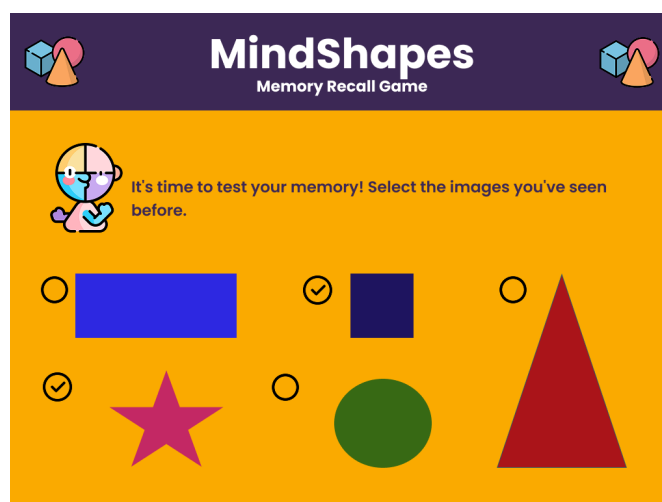 MindShapes
Memory Recall Game
It's time to test your memory! Select the images you've seen
before.